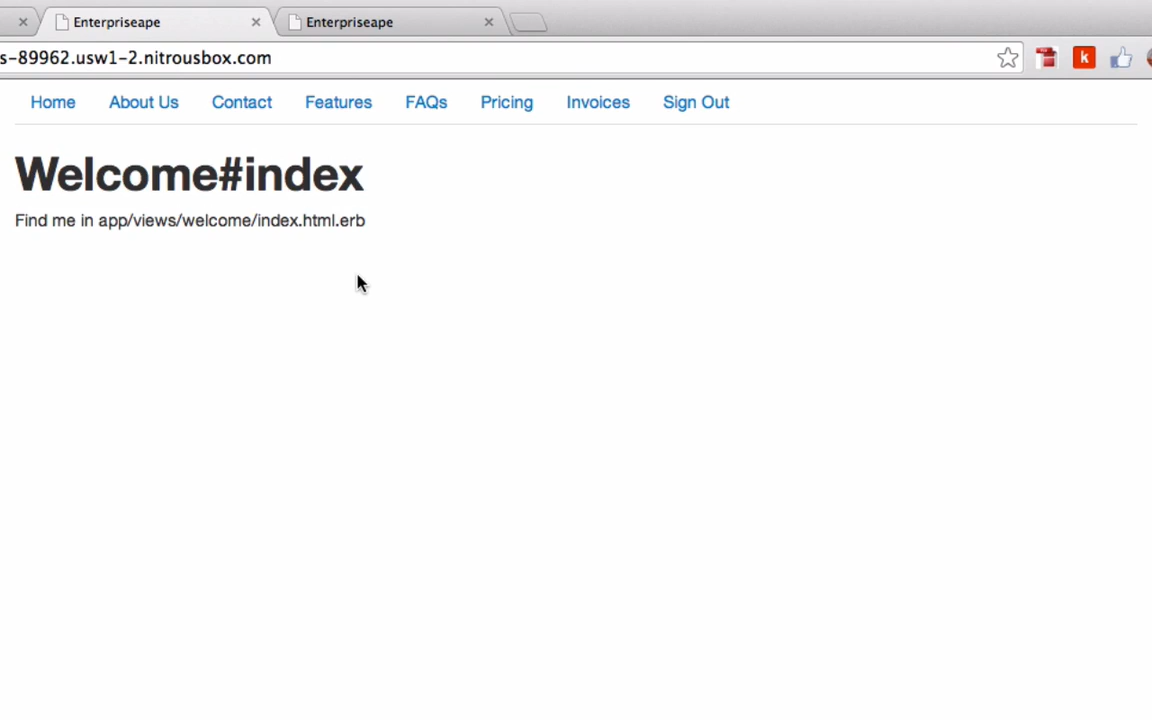 Enterpriseape Enterpriseape
s-89962.usw1-2.nitrousbox.com
k
Home About Us Contact Features FAQs Pricing Invoices Sign Out
Welcome#index
Find me in app/views/welcome/index.html.erb